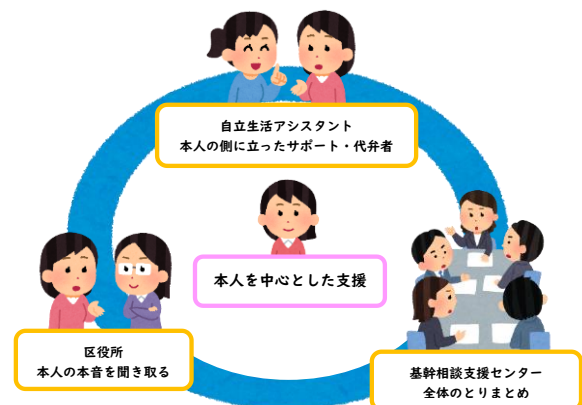 自立生活アシスタント
本人の側に立ったサポート・代弁者
本人を中心とした支援
区役所
本人の本音を聞き取る
基幹相談支援センター
全体のとりまとめ